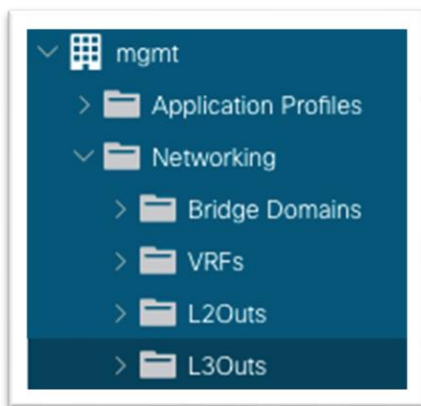 mgmt
Application Profiles
Networking
Bridge Domains
VRFs
L2Outs
L3Outs